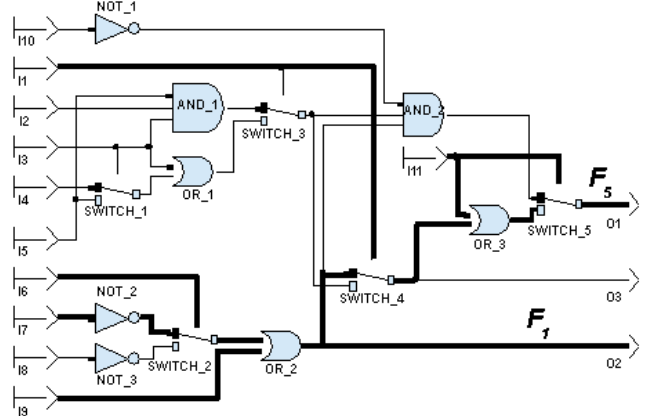 NOT_1
I10
I1
AND_1
AND_2
I2
SWITCH_3
I3
I11
OR_1
F5
I4
SWITCH_1
O1
OR_3
SWITCH_5
I5
I6
NOT_2
SWITCH_4
O3
I7
F1
I8
SWITCH_2
OR_2
O2
NOT_3
I9